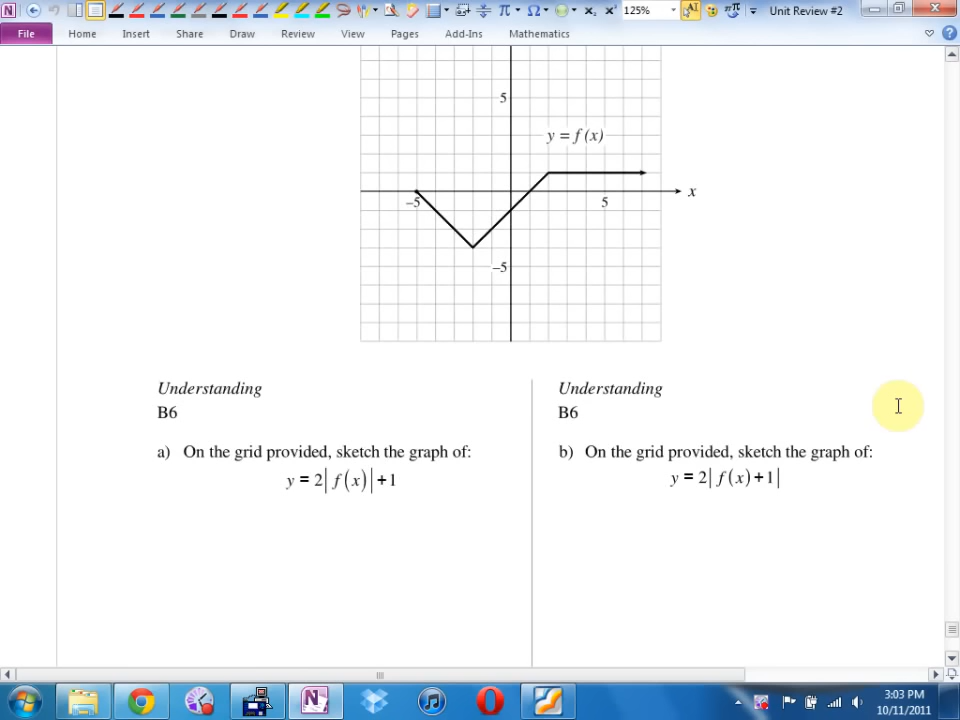 125%
Unit Review #2
File Home Insert Share Draw Review View Pages Add-Ins Mathematics
5
y = f (x)
x
–5
5
–5
Understanding
B6
a) On the grid provided, sketch the graph of:
y = 2| f (x) | +1
Understanding
B6
b) On the grid provided, sketch the graph of:
y = 2| f (x) +1|
3:03 PM
10/11/2011